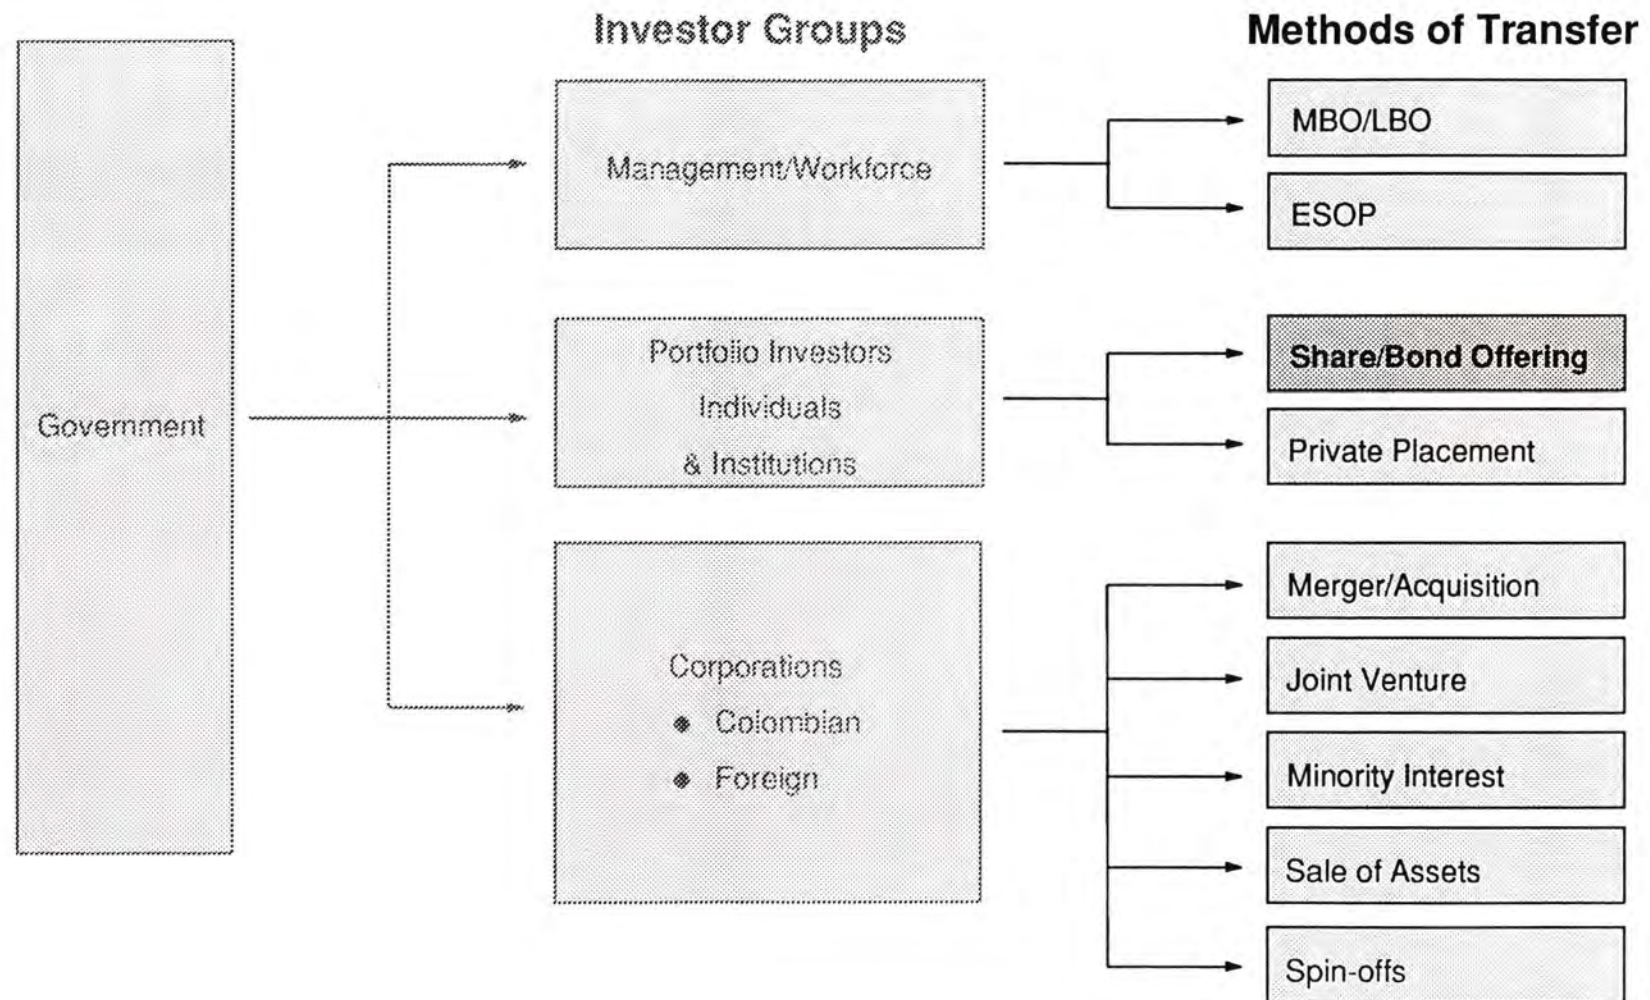 Investor Groups
Methods of Transfer
Government
Management/Workforce
MBO/LBO
ESOP
Portfolio Investors
Individuals
& Institutions
Share/Bond Offering
Private Placement
Corporations
• Colombian
• Foreign
Merger/Acquisition
Joint Venture
Minority Interest
Sale of Assets
Spin-offs